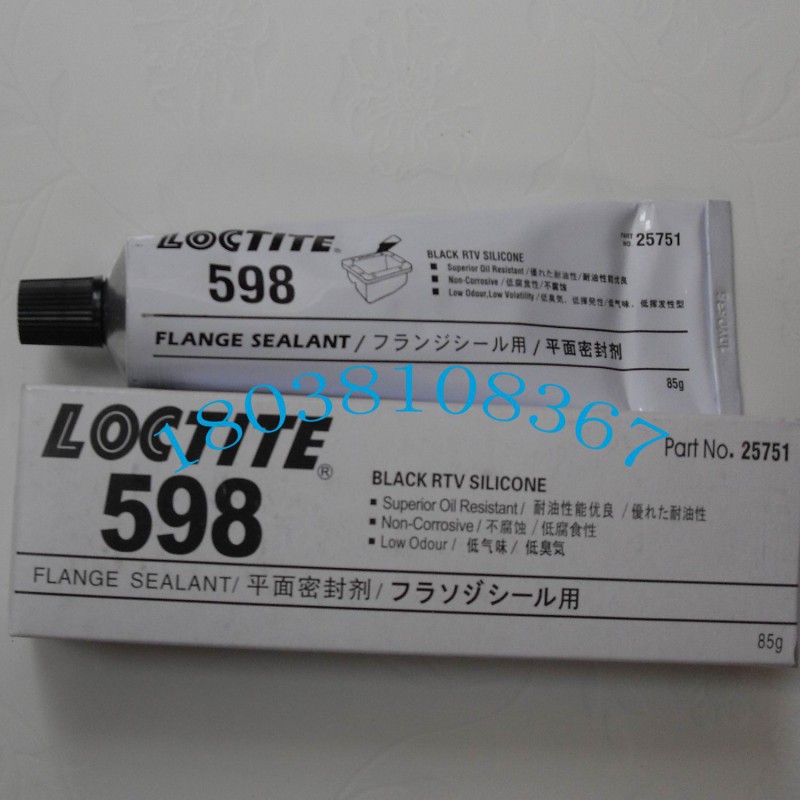 LOCTITE
598
BLACK RTV SILICONE
■ Superior Oil Resistant/優れた耐油性/耐油性能优良
■ Non-Corrosive/低腐食性/不腐蚀
■ Low Odour,Low Volatility/低臭気、低揮発性/低气味、低挥发性型
PART NO. 25751
FLANGE SEALANT/フランジシール用/平面密封剤
85g
18038108367
LOCTITE®
598
Part No. 25751
BLACK RTV SILICONE
■ Superior Oil Resistant/ 耐油性能优良 /優れた耐油性
■ Non-Corrosive/不腐蚀/低腐食性
■ Low Odour/ 低气味/ 低臭気
FLANGE SEALANT/平面密封剂/フラソジシール用
85g